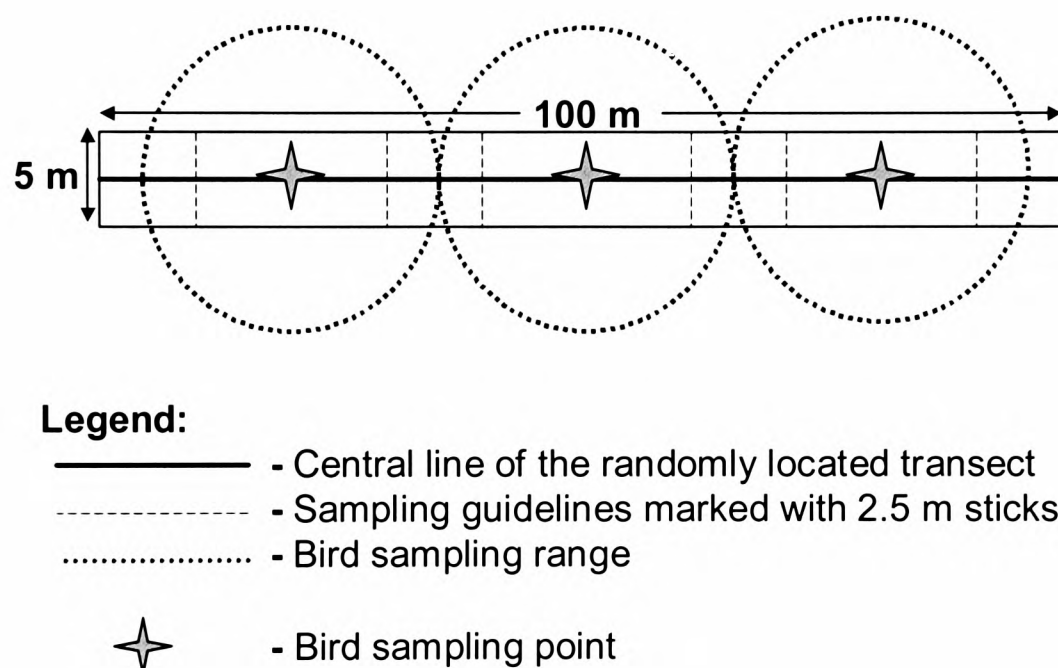 100 m
5 m
Legend:
- Central line of the randomly located transect
- Sampling guidelines marked with 2.5 m sticks
- Bird sampling range
- Bird sampling point